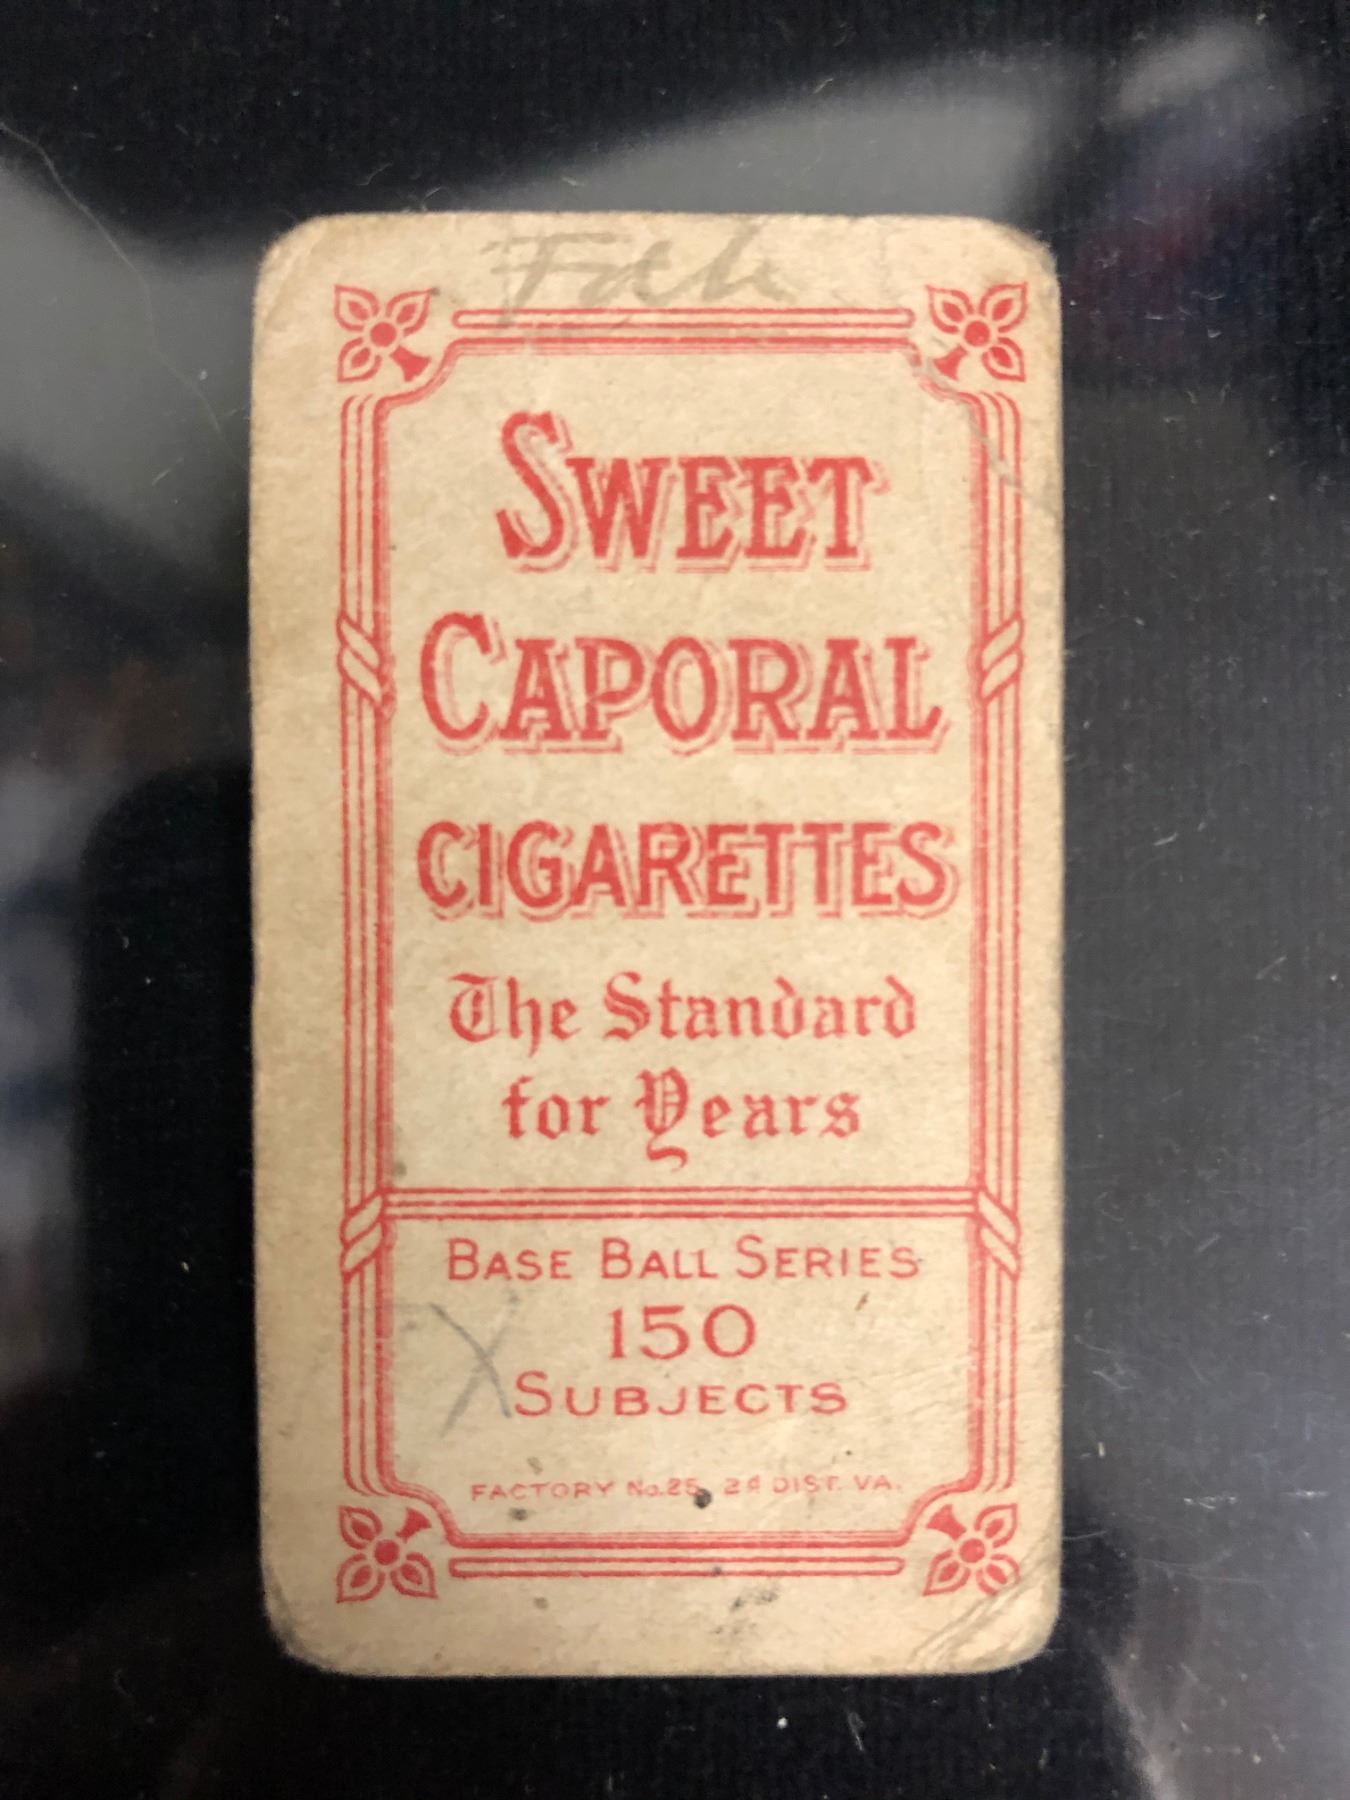 SWEET
CAPORAL
CIGARETTES
The Standard
for Years
BASE BALL SERIES
150
X
SUBJECTS
FACTORY No.25, 2d DIST. VA.